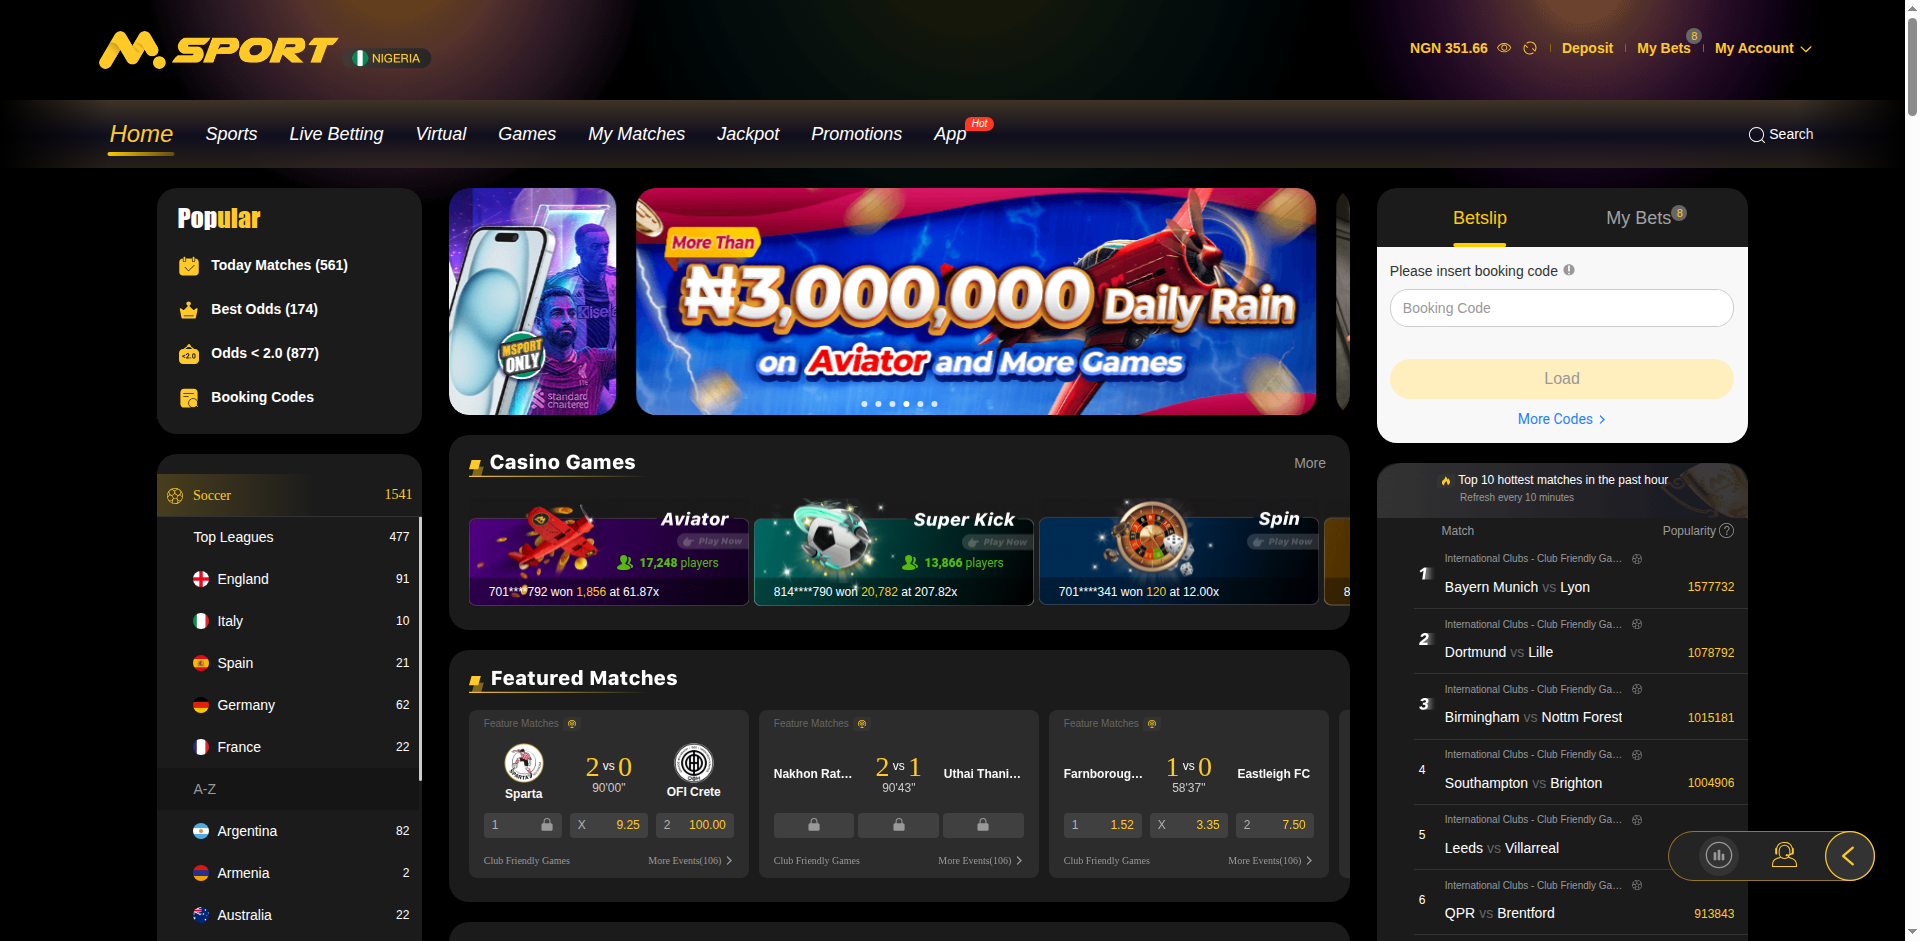 M.SPORT
NIGERIA
NGN 351.66
Deposit
My Bets
8
My Account
Home
Sports
Live Betting
Virtual
Games
My Matches
Jackpot
Promotions
App
Hot
Search
Popular
Today Matches (561)
Best Odds (174)
<2.0
Odds < 2.0 (877)
Booking Codes
Soccer
1541
Top Leagues
477
England
91
Italy
10
Spain
21
Germany
62
France
22
A-Z
Argentina
82
Armenia
2
Australia
22
MSPORT
ONLY
standard
chartered
More Than
₦3,000,000 Daily Rain
on Aviator and More Games
Casino Games
More
Aviator
Play Now
17,248 players
701****792 won 1,856 at 61.87x
Super Kick
Play Now
13,866 players
814****790 won 20,782 at 207.82x
Spin
Play Now
701****341 won 120 at 12.00x
8
Featured Matches
Feature Matches
Sparta
2 vs 0
90'00"
OFI Crete
1
X 9.25
2 100.00
Club Friendly Games
More Events(106)
Feature Matches
Nakhon Rat...
2 vs 1
90'43"
Uthai Thani...
Club Friendly Games
More Events(106)
Feature Matches
Farnboroug...
1 vs 0
58'37"
Eastleigh FC
1 1.52
X 3.35
2 7.50
Club Friendly Games
More Events(106)
Betslip
My Bets
8
Please insert booking code
Booking Code
Load
More Codes
Top 10 hottest matches in the past hour
Refresh every 10 minutes
Match
Popularity ?
International Clubs - Club Friendly Ga...
1
Bayern Munich vs Lyon
1577732
International Clubs - Club Friendly Ga...
2
Dortmund vs Lille
1078792
International Clubs - Club Friendly Ga...
3
Birmingham vs Nottm Forest
1015181
International Clubs - Club Friendly Ga...
4
Southampton vs Brighton
1004906
International Clubs - Club Friendly Ga...
5
Leeds vs Villarreal
International Clubs - Club Friendly Ga...
6
QPR vs Brentford
913843